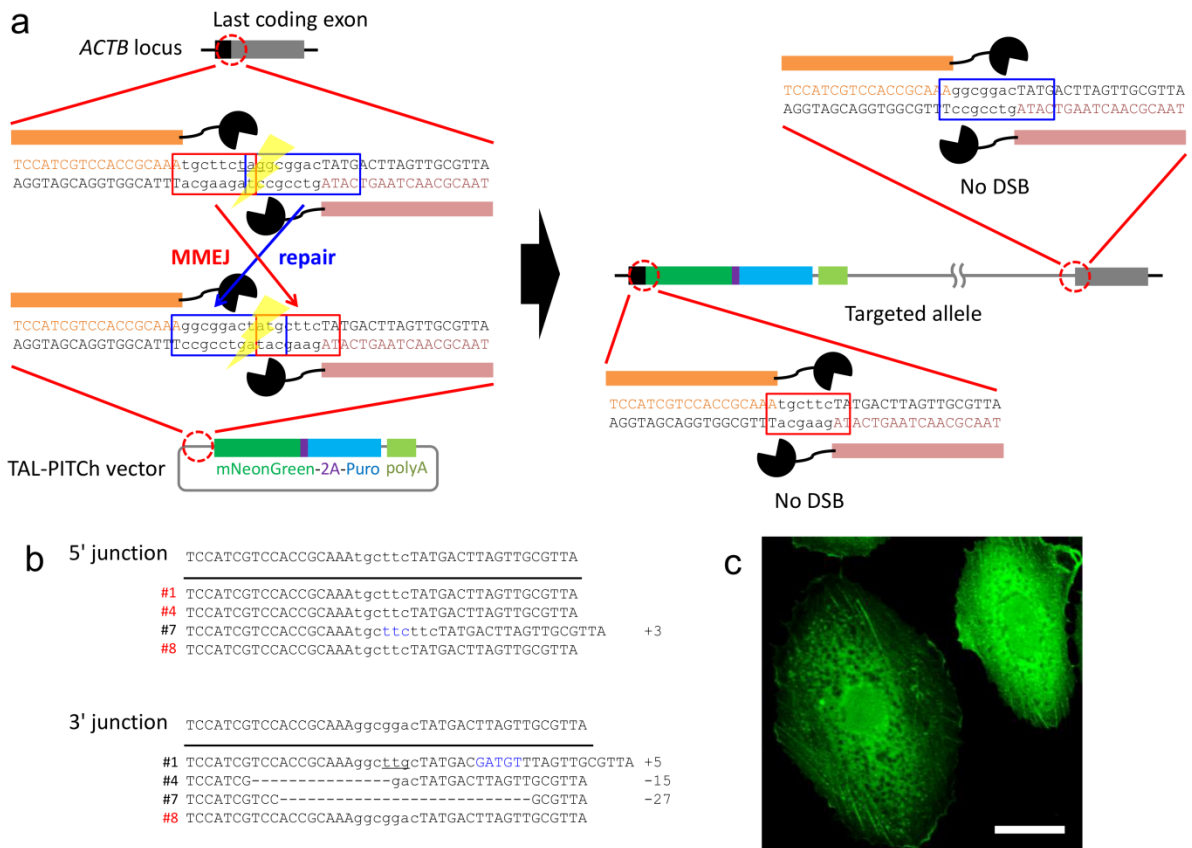 a
Last coding exon
ACTB locus
TCCATCGTCCACCGCAAAtgcttctaggcggacTATGACTTAGTTGCGTTA
AGGTAGCAGGTGGCATTTacgaagatccgcctgATACTGAATCAACGCAAT
MMEJ repair
TCCATCGTCCACCGCAAAggcggactatgcttcTATGACTTAGTTGCGTTA
AGGTAGCAGGTGGCATTTccgcctgatacgaagATACTGAATCAACGCAAT
TAL-PITCh vector
mNeonGreen-2A-Puro polyA
TCCATCGTCCACCGCAAAggcggacTATGACTTAGTTGCGTTA
AGGTAGCAGGTGGCGTTTccgcctgATACTGAATCAACGCAAT
No DSB
Targeted allele
TCCATCGTCCACCGCAAAtgcttcTATGACTTAGTTGCGTTA
AGGTAGCAGGTGGCGTTTacgaagATACTGAATCAACGCAAT
No DSB
b
5' junction
TCCATCGTCCACCGCAAAtgcttcTATGACTTAGTTGCGTTA
#1 TCCATCGTCCACCGCAAAtgcttcTATGACTTAGTTGCGTTA
#4 TCCATCGTCCACCGCAAAtgcttcTATGACTTAGTTGCGTTA
#7 TCCATCGTCCACCGCAAAtgcttcttcTATGACTTAGTTGCGTTA +3
#8 TCCATCGTCCACCGCAAAtgcttcTATGACTTAGTTGCGTTA
3' junction
TCCATCGTCCACCGCAAAggcggacTATGACTTAGTTGCGTTA
#1 TCCATCGTCCACCGCAAAggcttgcTATGACGATGTTTAGTTGCGTTA +5
#4 TCCATCG---------------gacTATGACTTAGTTGCGTTA -15
#7 TCCATCGTCC---------------------------GCGTTA -27
#8 TCCATCGTCCACCGCAAAggcggacTATGACTTAGTTGCGTTA
c